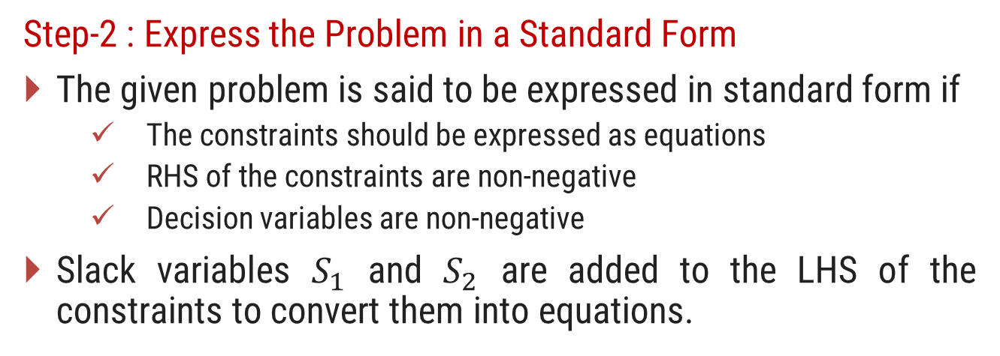 Step-2 : Express the Problem in a Standard Form
The given problem is said to be expressed in standard form if
The constraints should be expressed as equations
RHS of the constraints are non-negative
Decision variables are non-negative
Slack variables S₁ and S₂ are added to the LHS of the
constraints to convert them into equations.